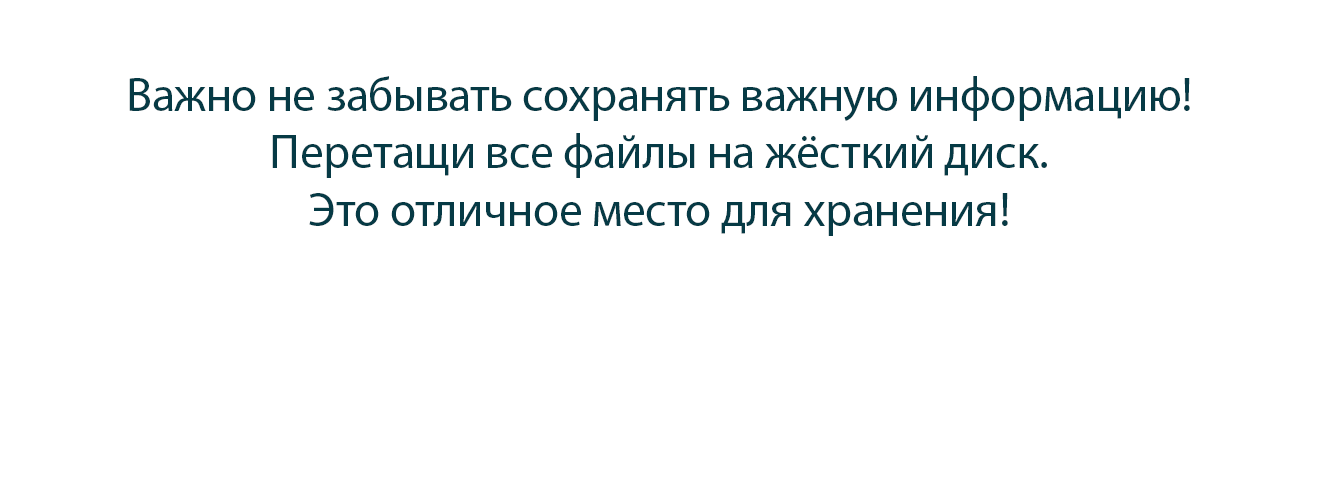 Важно не забывать сохранять важную информацию!
Перетащи все файлы на жёсткий диск.
Это отличное место для хранения!